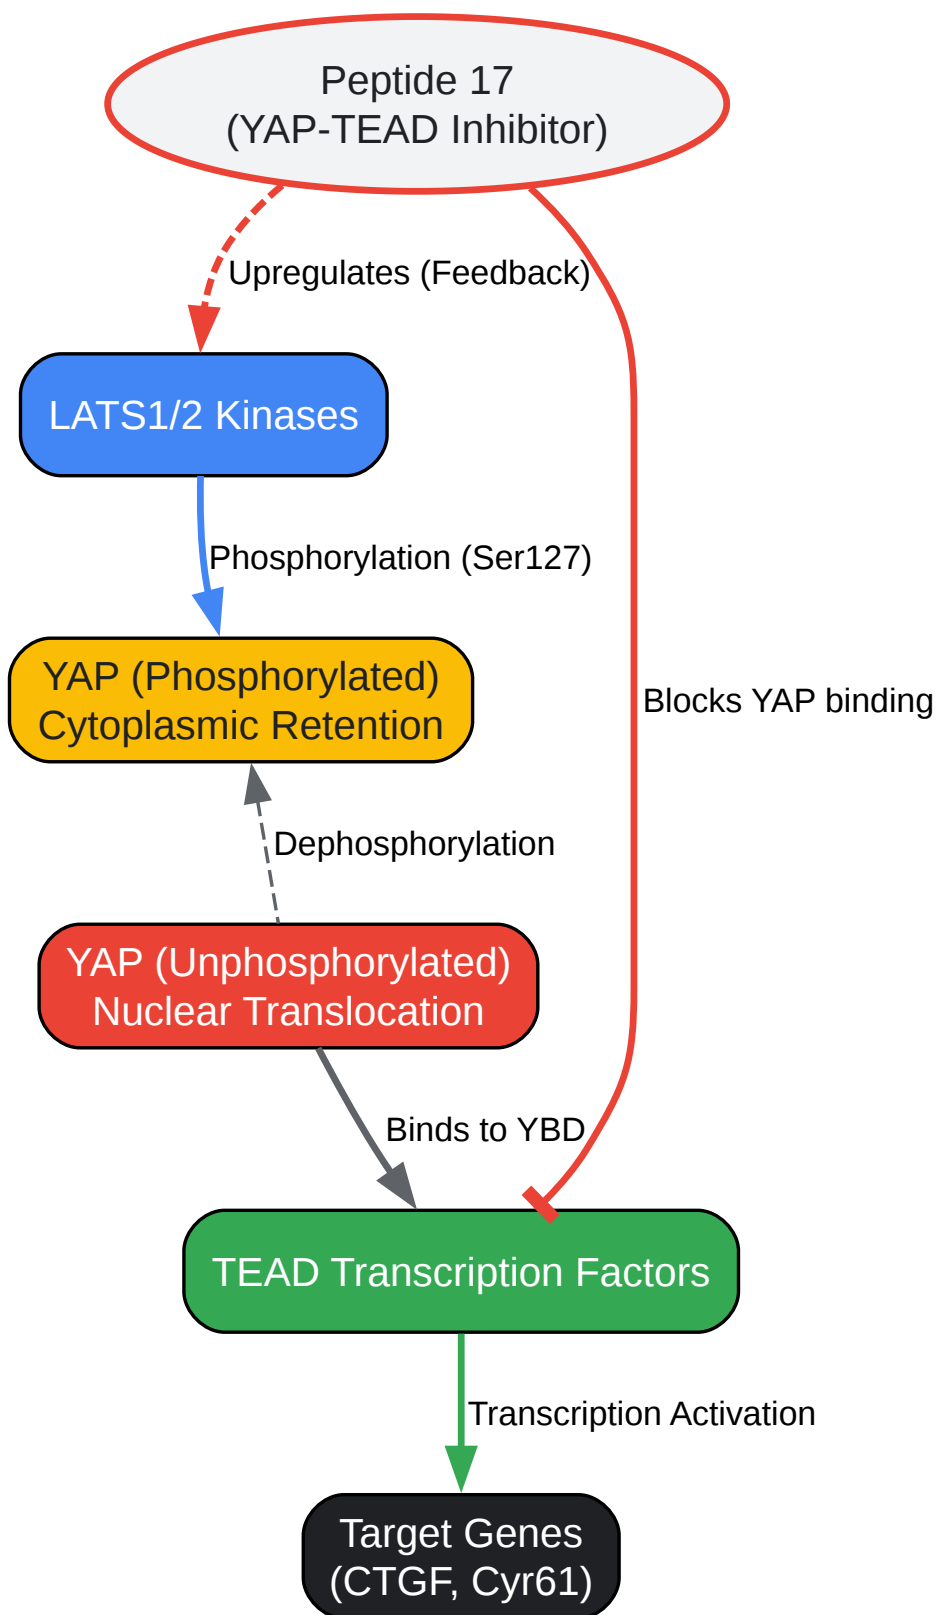 Peptide 17
(YAP-TEAD Inhibitor)
Upregulates (Feedback)
LATS1/2 Kinases
Phosphorylation (Ser127)
YAP (Phosphorylated)
Cytoplasmic Retention
Blocks YAP binding
Dephosphorylation
YAP (Unphosphorylated)
Nuclear Translocation
Binds to YBD
TEAD Transcription Factors
Transcription Activation
Target Genes
(CTGF, Cyr61)